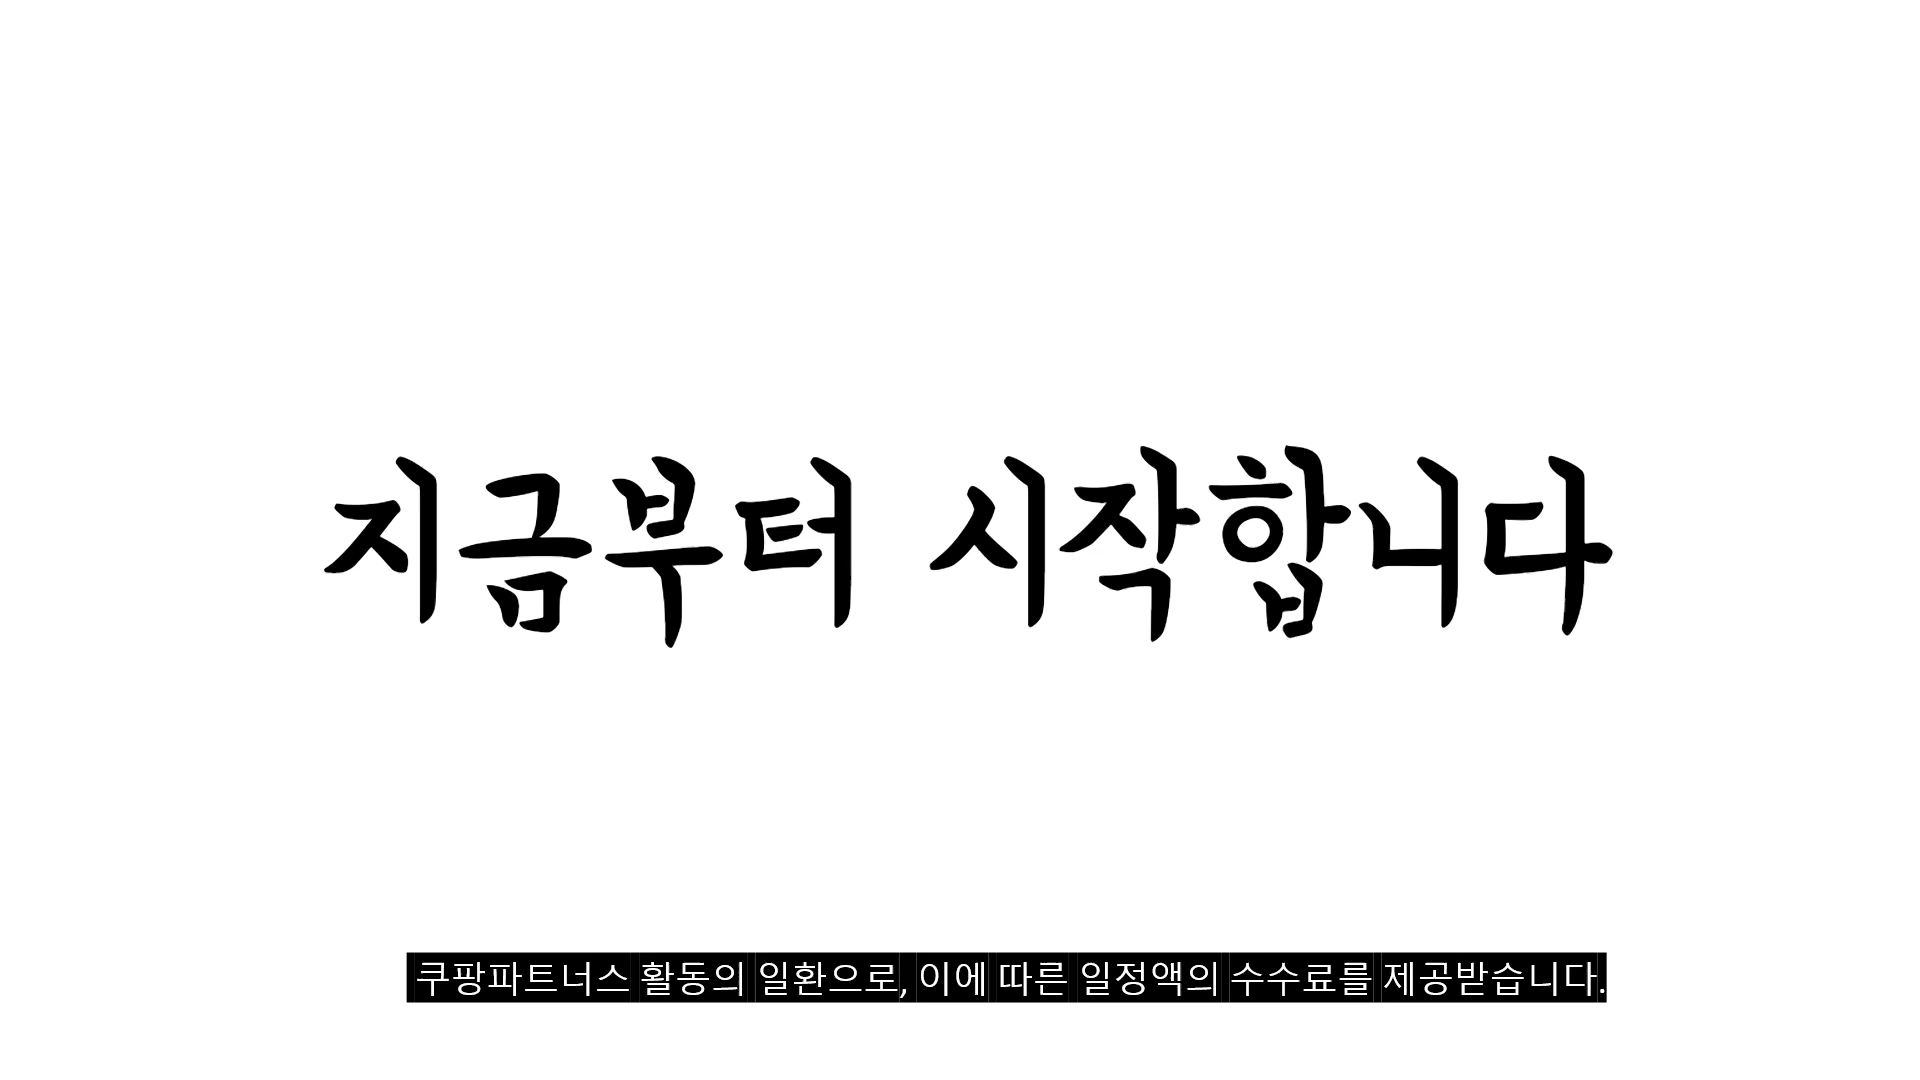 지금부터 시작합니다
쿠팡파트너스 활동의 일환으로, 이에 따른 일정액의 수수료를 제공받습니다.